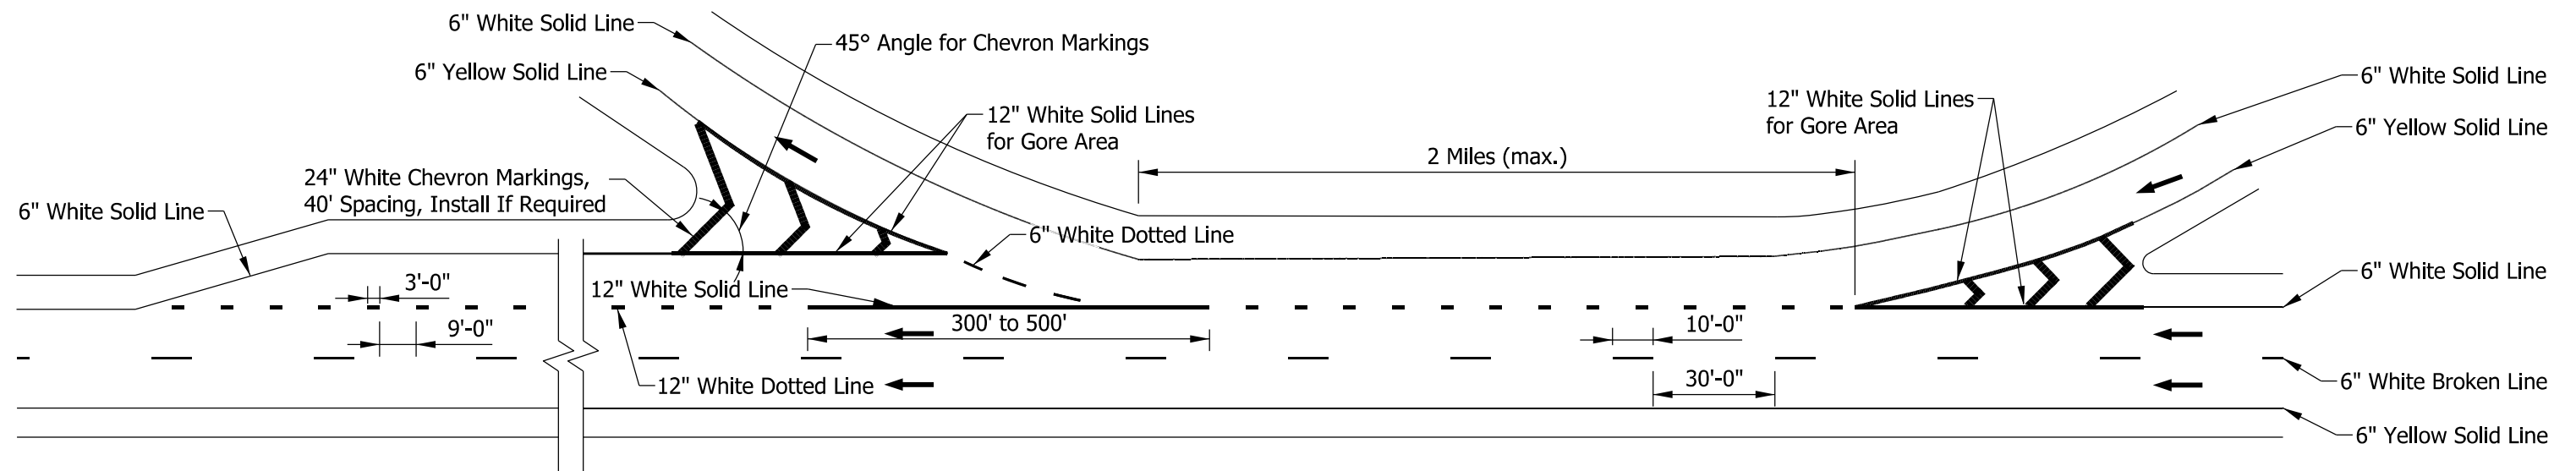 6" White Solid Line
45° Angle for Chevron Markings
6" Yellow Solid Line
12" White Solid Lines
for Gore Area
24" White Chevron Markings,
40' Spacing, Install If Required
6" White Solid Line
6" White Dotted Line
2 Miles (max.)
12" White Solid Lines
for Gore Area
6" White Solid Line
6" Yellow Solid Line
3'-0"
9'-0"
12" White Solid Line
300' to 500'
12" White Dotted Line
10'-0"
30'-0"
6" White Solid Line
6" White Broken Line
6" Yellow Solid Line